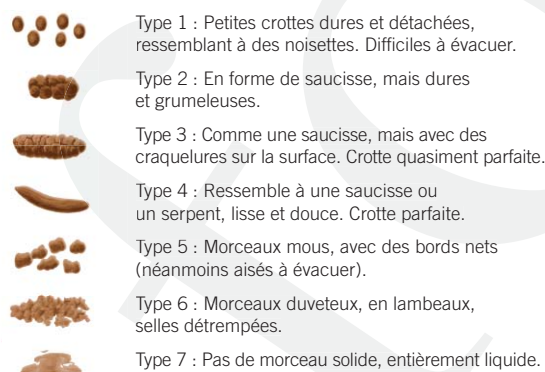 Type 1 : Petites crottes dures et détachées,
ressemblant à des noisettes. Difficiles à évacuer.
Type 2 : En forme de saucisse, mais dures
et grumeleuses.
Type 3 : Comme une saucisse, mais avec des
craquelures sur la surface. Crotte quasiment parfaite.
Type 4 : Ressemble à une saucisse ou
un serpent, lisse et douce. Crotte parfaite.
Type 5 : Morceaux mous, avec des bords nets
(néanmoins aisés à évacuer).
Type 6 : Morceaux duveteux, en lambeaux,
selles détrempées.
Type 7 : Pas de morceau solide, entièrement liquide.